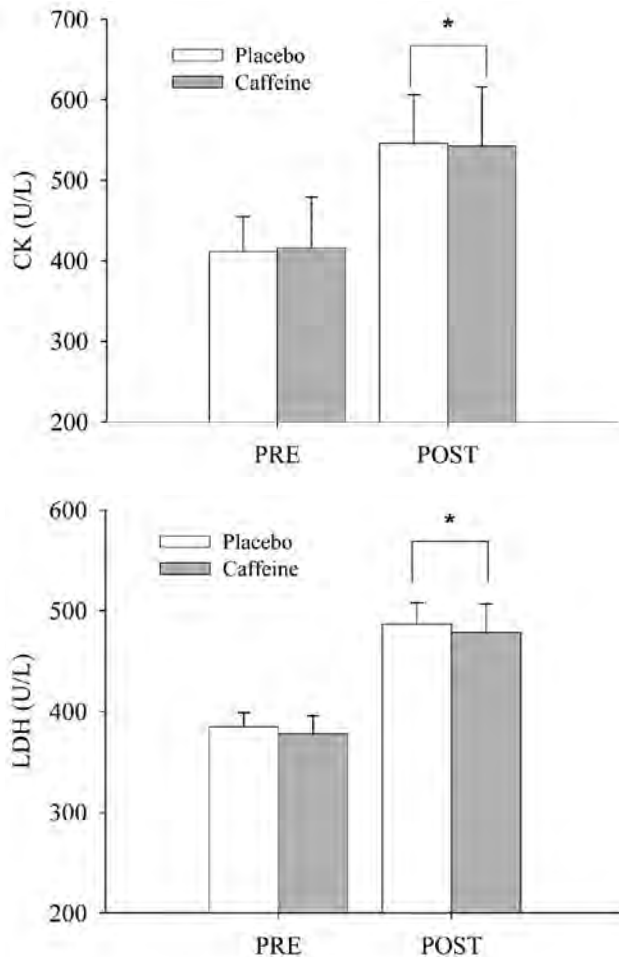 700
Placebo
Caffeine
*
600
500
400
300
200
CK (U/L)
PRE POST
600
Placebo
Caffeine
*
500
400
300
200
LDH (U/L)
PRE POST